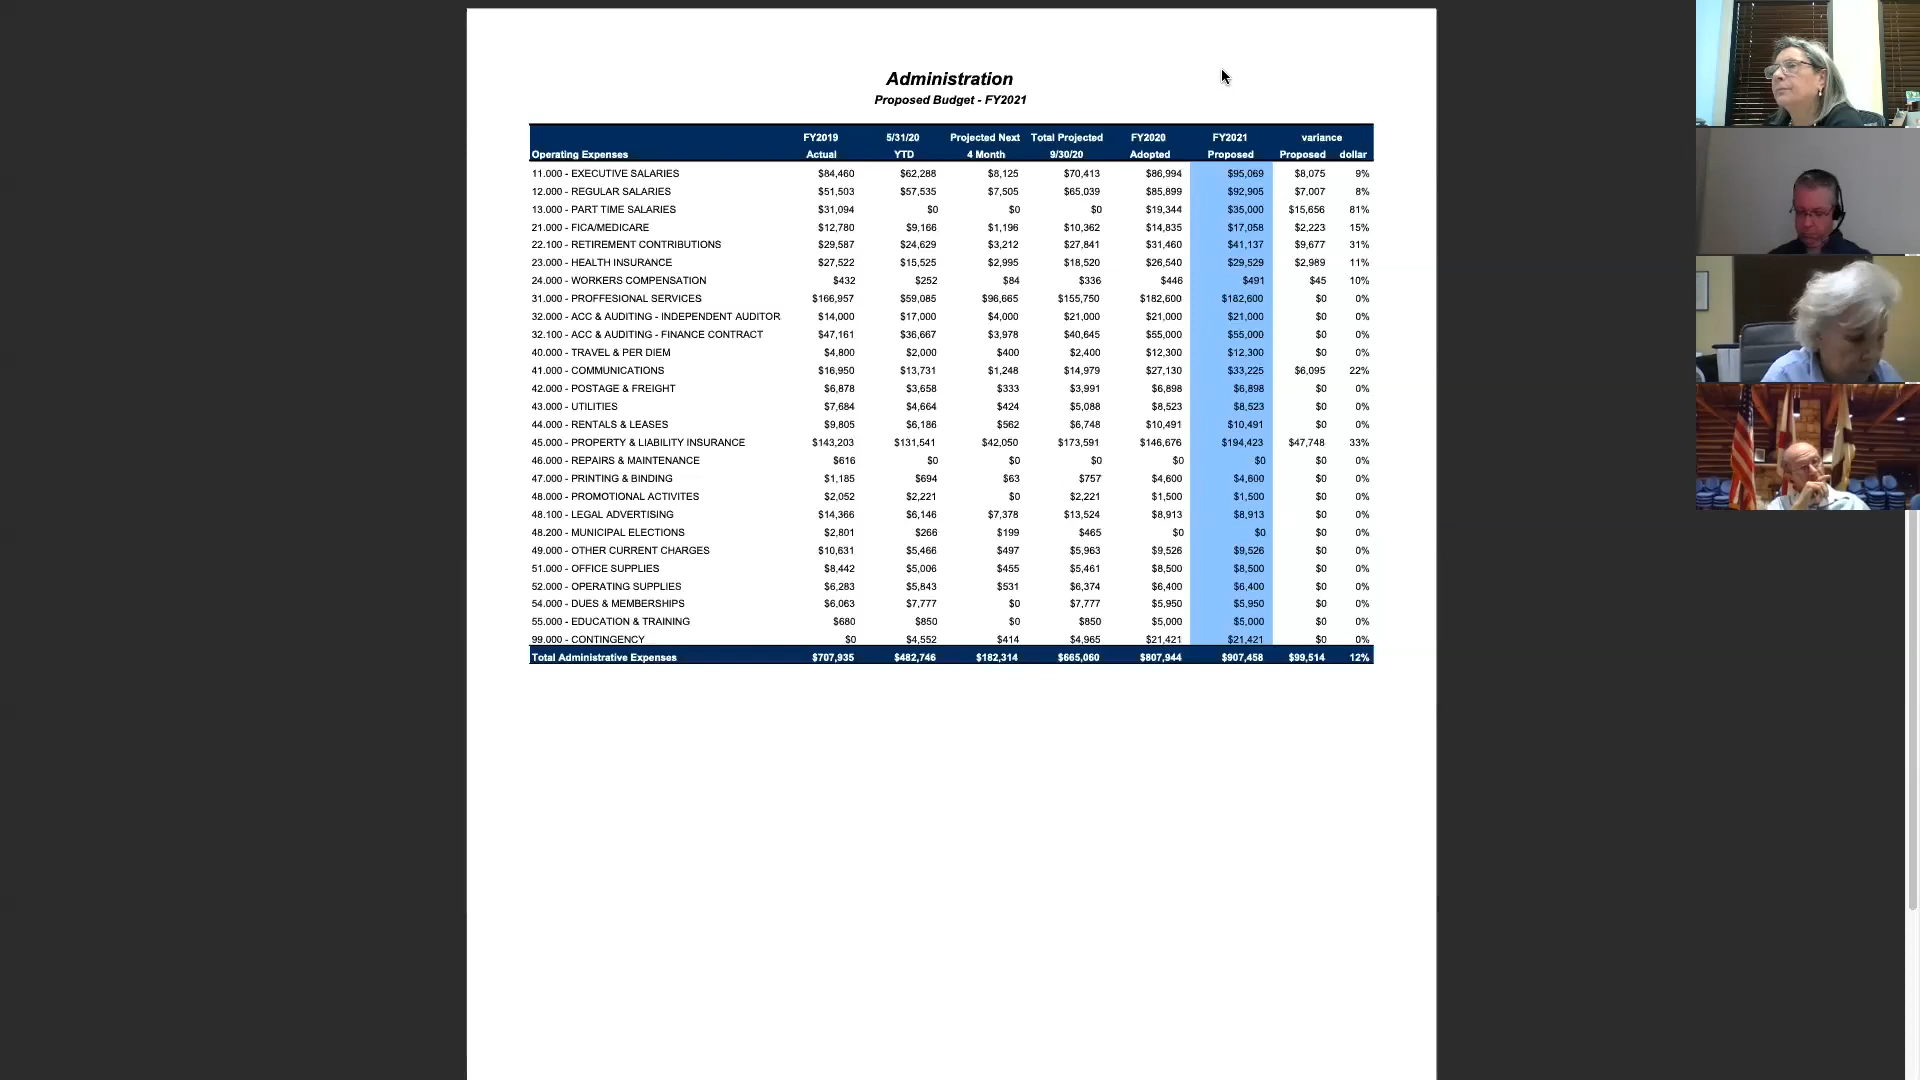 Administration
Proposed Budget - FY2021
FY2019 5/31/20 Projected Next Total Projected FY2020 FY2021 variance
Operating Expenses Actual YTD 4 Month 9/30/20 Adopted Proposed Proposed dollar
11.000 - EXECUTIVE SALARIES $84,460 $62,288 $8,125 $70,413 $86,994 $95,069 $8,075 9%
12.000 - REGULAR SALARIES $51,503 $57,535 $7,505 $65,039 $85,899 $92,905 $7,007 8%
13.000 - PART TIME SALARIES $31,094 $0 $0 $0 $19,344 $35,000 $15,656 81%
21.000 - FICA/MEDICARE $12,780 $9,166 $1,196 $10,362 $14,835 $17,058 $2,223 15%
22.100 - RETIREMENT CONTRIBUTIONS $29,587 $24,629 $3,212 $27,841 $31,460 $41,137 $9,677 31%
23.000 - HEALTH INSURANCE $27,522 $15,525 $2,995 $18,520 $26,540 $29,529 $2,989 11%
24.000 - WORKERS COMPENSATION $432 $252 $84 $336 $446 $491 $45 10%
31.000 - PROFFESIONAL SERVICES $166,957 $59,085 $96,665 $155,750 $182,600 $182,600 $0 0%
32.000 - ACC & AUDITING - INDEPENDENT AUDITOR $14,000 $17,000 $4,000 $21,000 $21,000 $21,000 $0 0%
32.100 - ACC & AUDITING - FINANCE CONTRACT $47,161 $36,667 $3,978 $40,645 $55,000 $55,000 $0 0%
40.000 - TRAVEL & PER DIEM $4,800 $2,000 $400 $2,400 $12,300 $12,300 $0 0%
41.000 - COMMUNICATIONS $16,950 $13,731 $1,248 $14,979 $27,130 $33,225 $6,095 22%
42.000 - POSTAGE & FREIGHT $6,878 $3,658 $333 $3,991 $6,898 $6,898 $0 0%
43.000 - UTILITIES $7,684 $4,664 $424 $5,088 $8,523 $8,523 $0 0%
44.000 - RENTALS & LEASES $9,805 $6,186 $562 $6,748 $10,491 $10,491 $0 0%
45.000 - PROPERTY & LIABILITY INSURANCE $143,203 $131,541 $42,050 $173,591 $146,676 $194,423 $47,748 33%
46.000 - REPAIRS & MAINTENANCE $616 $0 $0 $0 $0 $0 $0 0%
47.000 - PRINTING & BINDING $1,185 $694 $63 $757 $4,600 $4,600 $0 0%
48.000 - PROMOTIONAL ACTIVITES $2,052 $2,221 $0 $2,221 $1,500 $1,500 $0 0%
48.100 - LEGAL ADVERTISING $14,366 $6,146 $7,378 $13,524 $8,913 $8,913 $0 0%
48.200 - MUNICIPAL ELECTIONS $2,801 $266 $199 $465 $0 $0 $0 0%
49.000 - OTHER CURRENT CHARGES $10,631 $5,466 $497 $5,963 $9,526 $9,526 $0 0%
51.000 - OFFICE SUPPLIES $8,442 $5,006 $455 $5,461 $8,500 $8,500 $0 0%
52.000 - OPERATING SUPPLIES $6,283 $5,843 $531 $6,374 $6,400 $6,400 $0 0%
54.000 - DUES & MEMBERSHIPS $6,063 $7,777 $0 $7,777 $5,950 $5,950 $0 0%
55.000 - EDUCATION & TRAINING $680 $850 $0 $850 $5,000 $5,000 $0 0%
99.000 - CONTINGENCY $0 $4,552 $414 $4,965 $21,421 $21,421 $0 0%
Total Administrative Expenses $707,935 $482,746 $182,314 $665,060 $807,944 $907,458 $99,514 12%